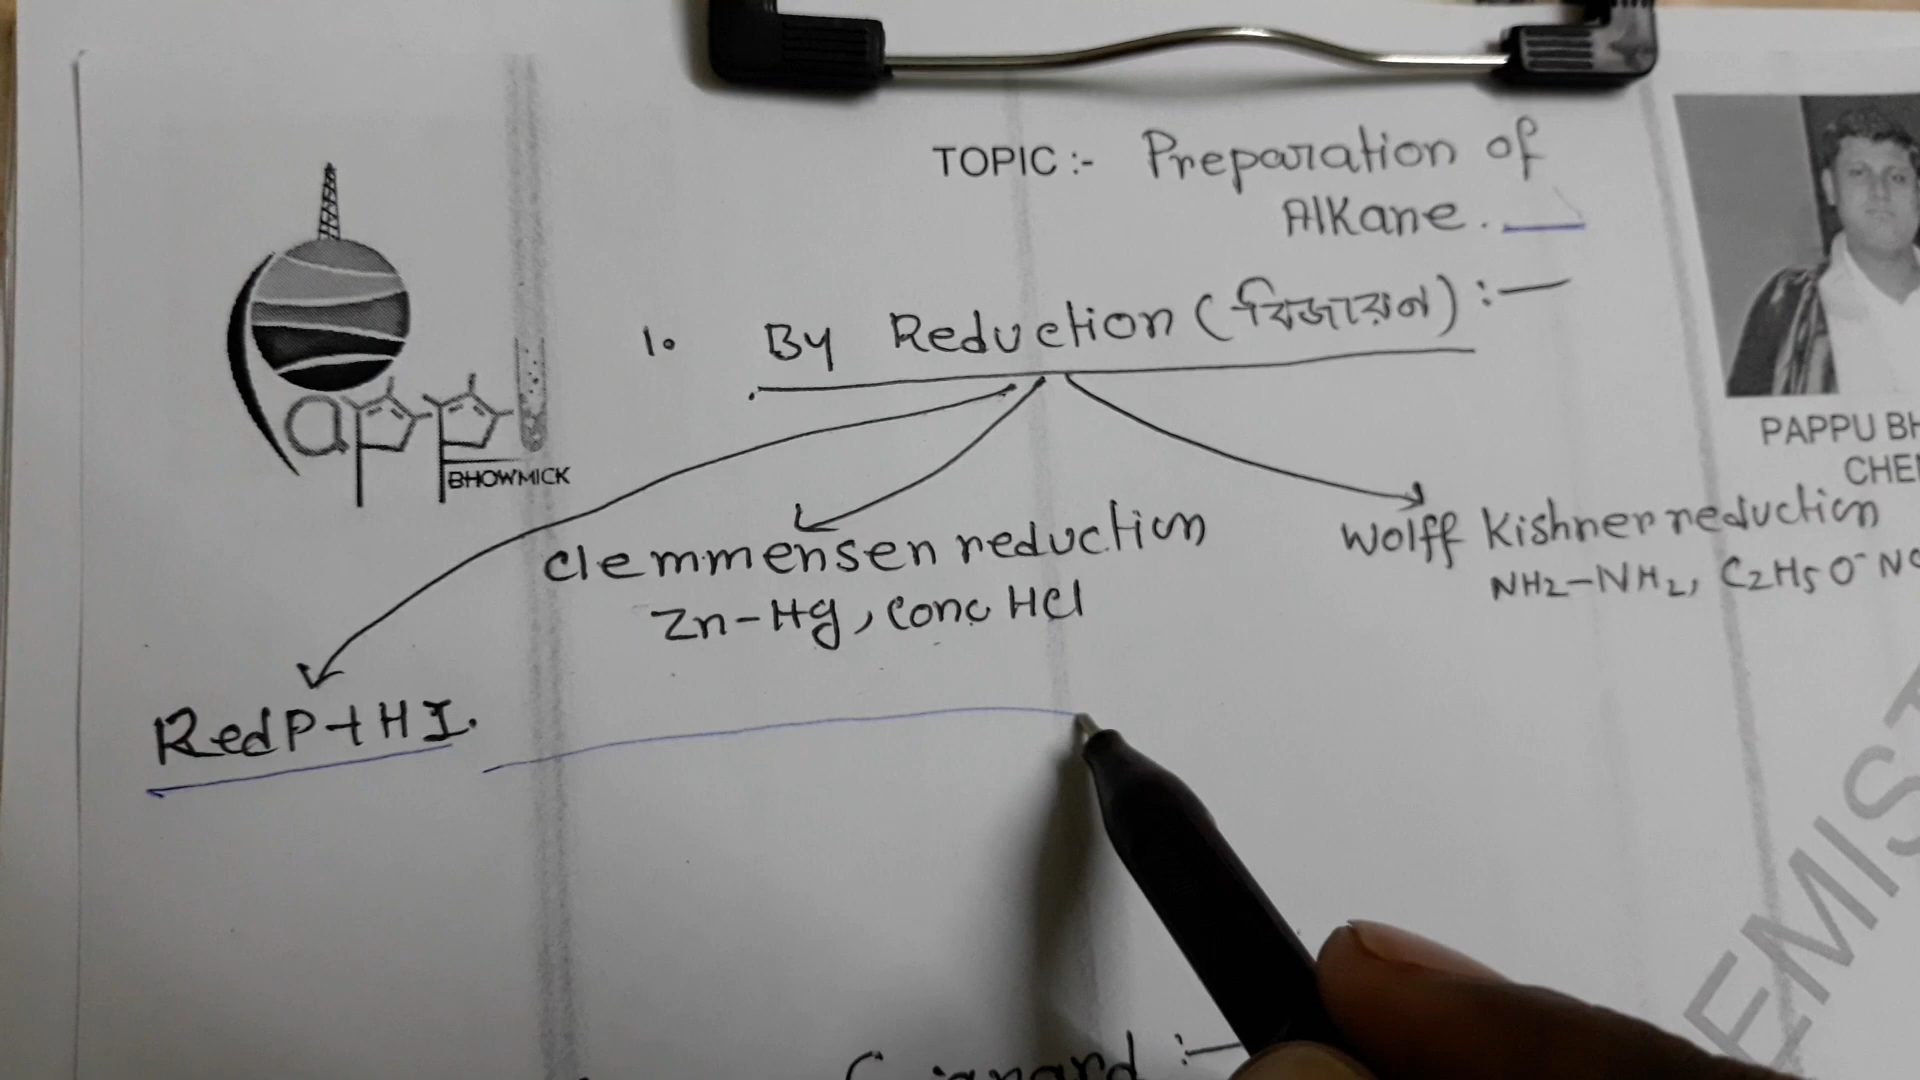 TOPIC :- Preparation of
Alkane.
1. By Reduction (বিজারন) :-
Clemmensen reduction
Zn-Hg, Conc HCl
Wolff Kishner reduction
NH2-NH2, C2H5O-
Red P + HI.
BHOWMICK
PAPPU